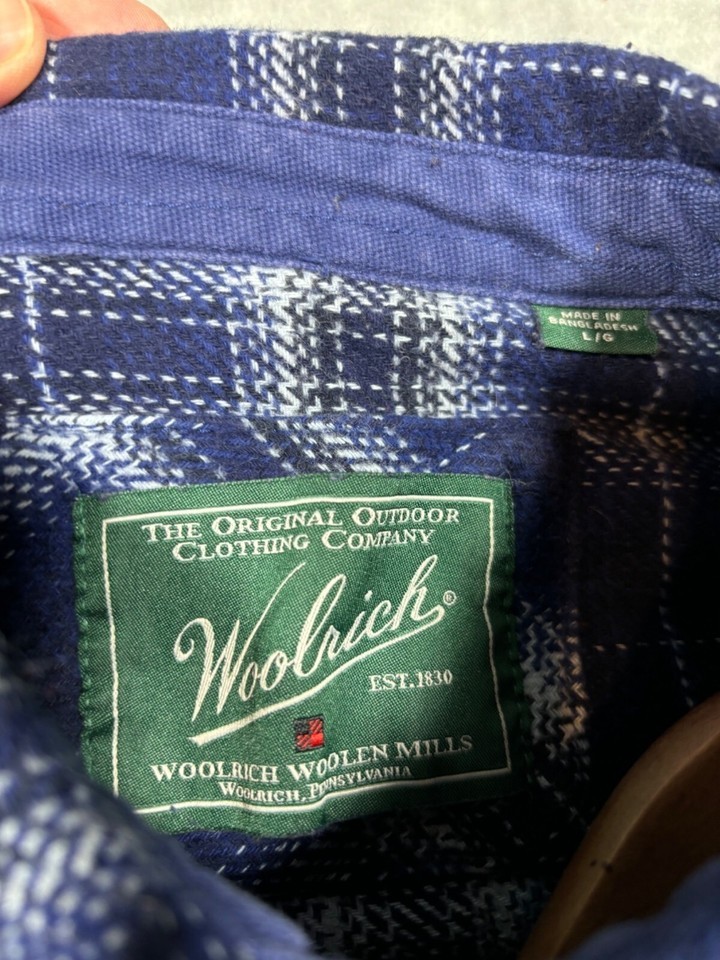 MADE IN
BANGLADESH
L/G
THE ORIGINAL OUTDOOR
CLOTHING COMPANY
Woolrich®
EST. 1830
WOOLRICH WOOLEN MILLS
WOOLRICH, PENNSYLVANIA